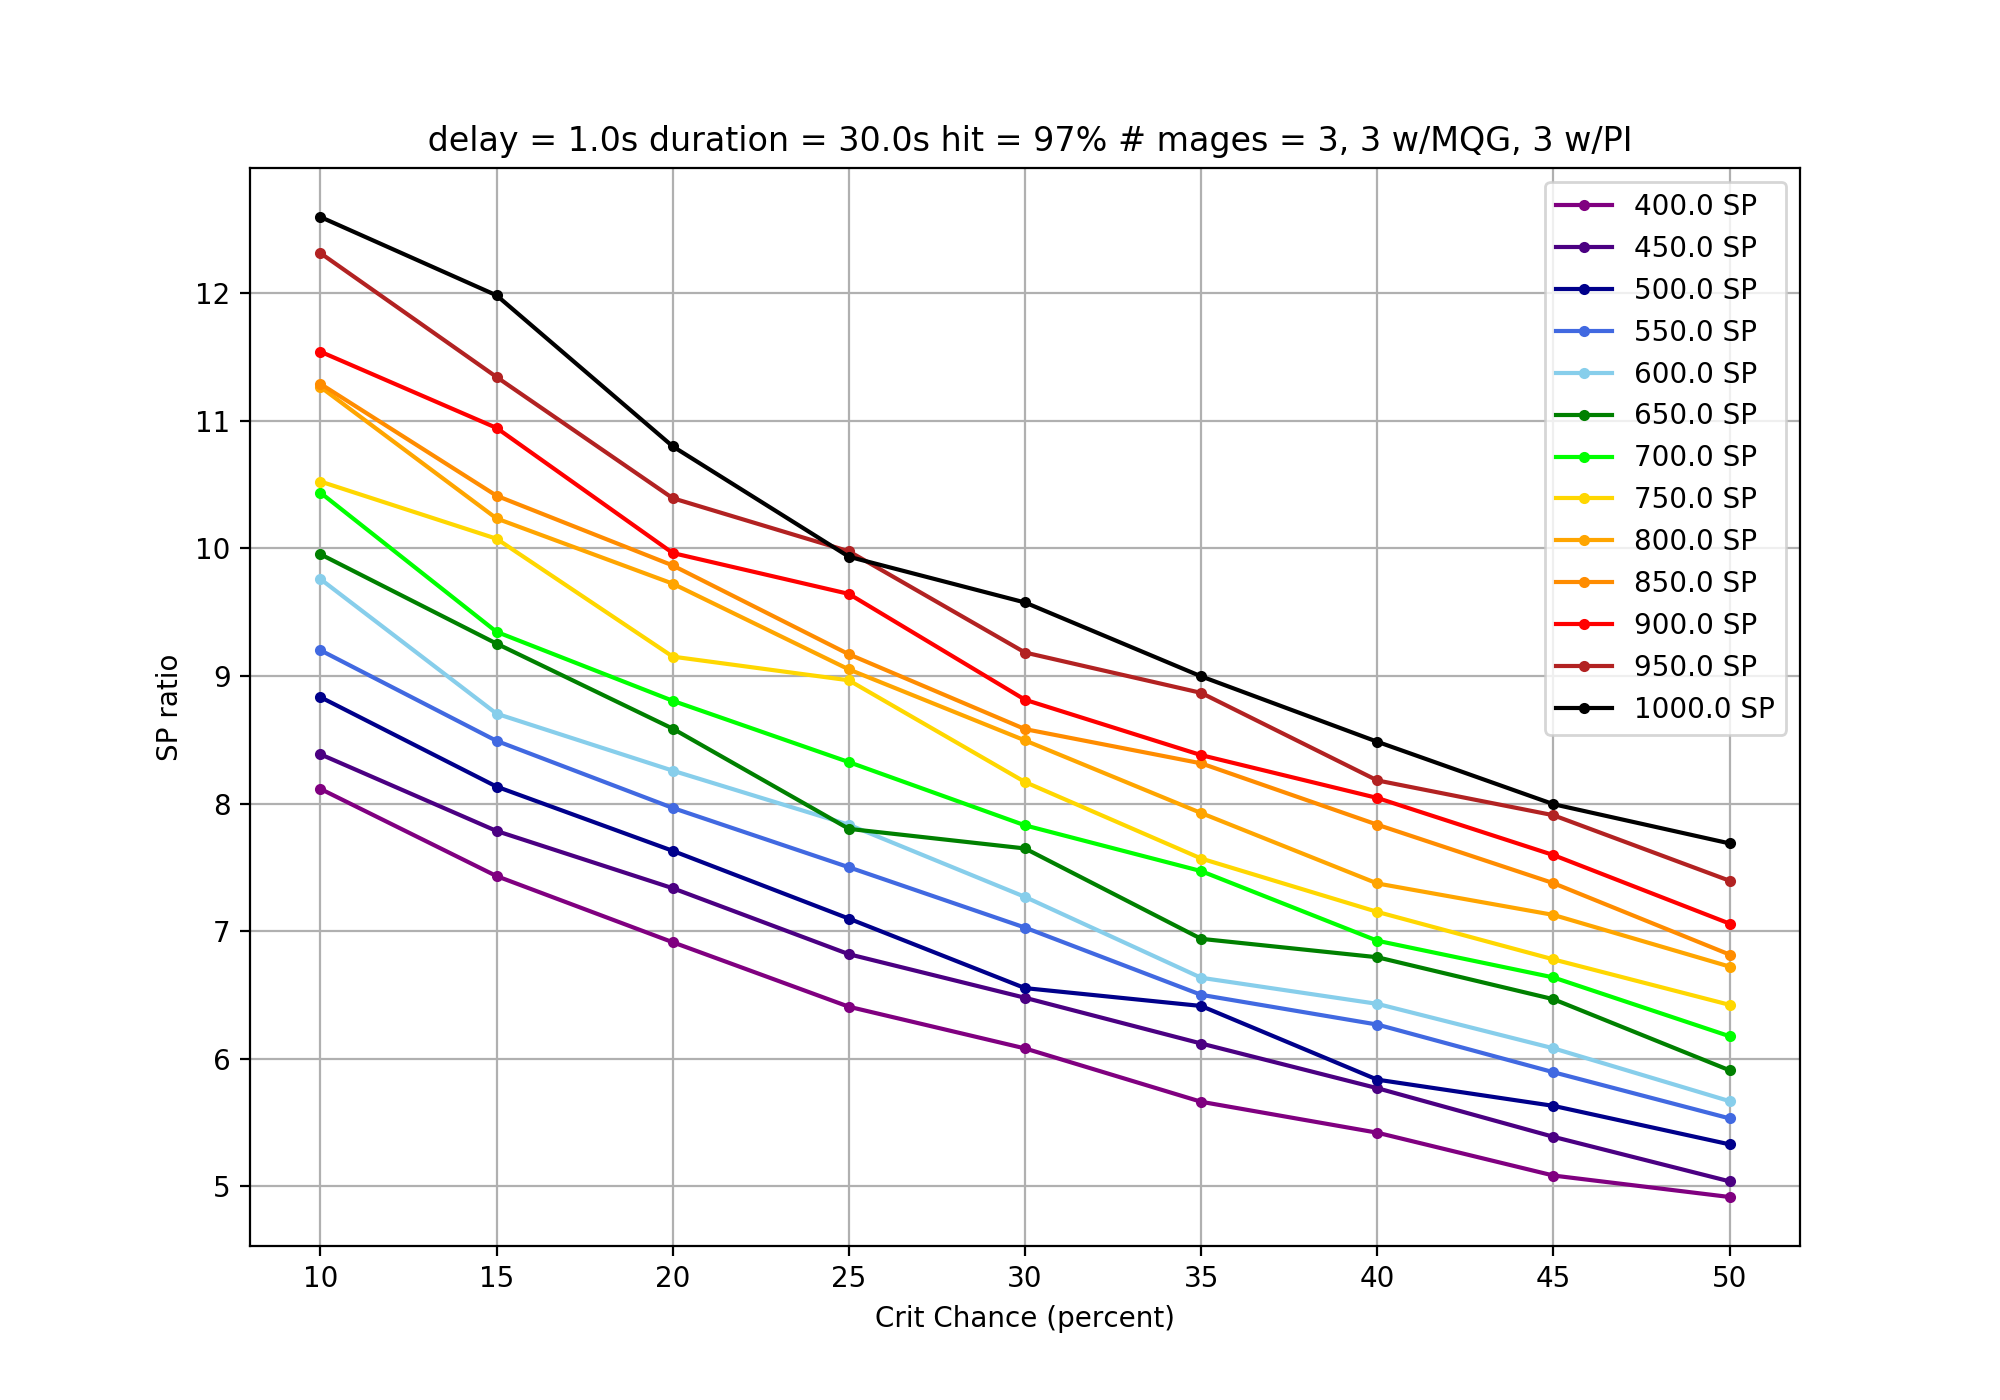 delay = 1.0s duration = 30.0s hit = 97% # mages = 3, 3 w/MQG, 3 w/PI
400.0 SP
450.0 SP
500.0 SP
550.0 SP
600.0 SP
650.0 SP
700.0 SP
750.0 SP
800.0 SP
850.0 SP
900.0 SP
950.0 SP
1000.0 SP
12
11
10
9
8
7
6
5
SP ratio
10 15 20 25 30 35 40 45 50
Crit Chance (percent)